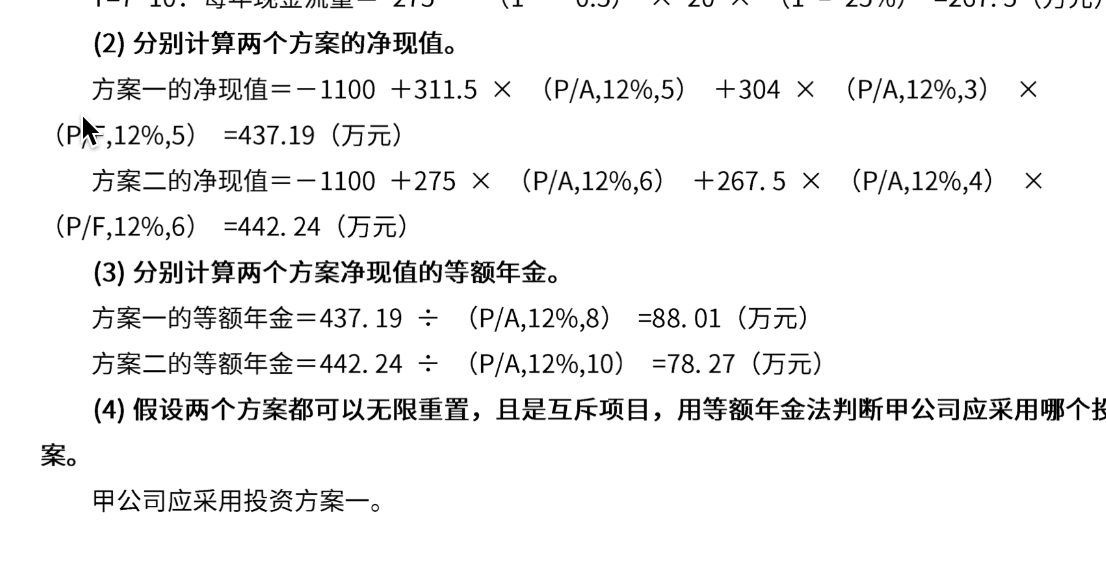 (2) 分别计算两个方案的净现值。
方案一的净现值＝－1100 ＋311.5 × （P/A,12%,5） ＋304 × （P/A,12%,3） ×
（P/F,12%,5） =437.19（万元）
方案二的净现值＝－1100 ＋275 × （P/A,12%,6） ＋267. 5 × （P/A,12%,4） ×
（P/F,12%,6） =442. 24（万元）
(3) 分别计算两个方案净现值的等额年金。
方案一的等额年金＝437. 19 ÷ （P/A,12%,8） =88. 01（万元）
方案二的等额年金＝442. 24 ÷ （P/A,12%,10） =78. 27（万元）
(4) 假设两个方案都可以无限重置，且是互斥项目，用等额年金法判断甲公司应采用哪个投
案。
甲公司应采用投资方案一。